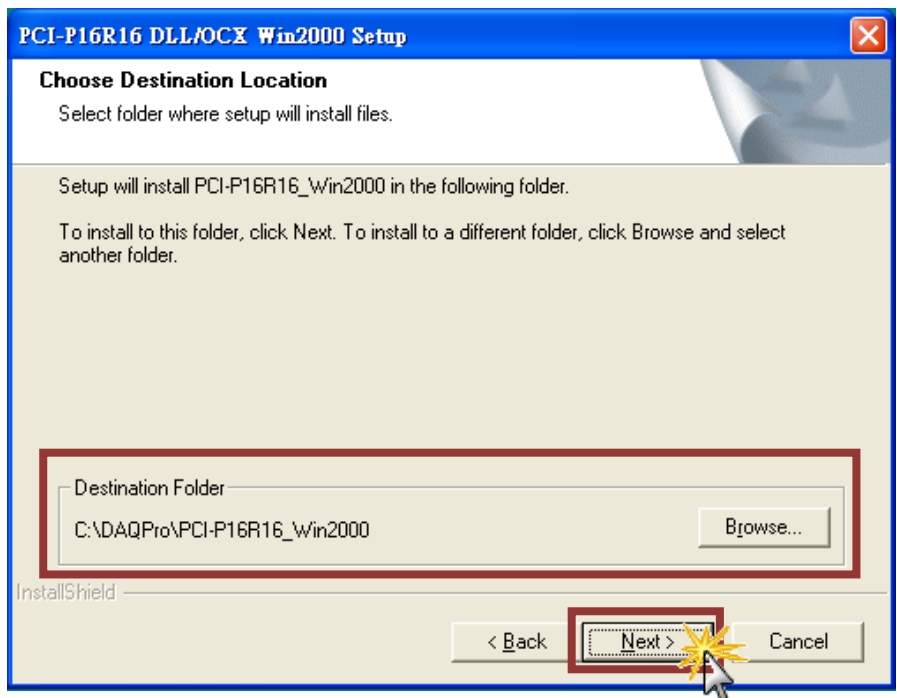 PCI-P16R16 DLL/OCX Win2000 Setup
Choose Destination Location
Select folder where setup will install files.
Setup will install PCI-P16R16_Win2000 in the following folder.
To install to this folder, click Next. To install to a different folder, click Browse and select
another folder.
Destination Folder
C:\DAQPro\PCI-P16R16_Win2000
Browse...
InstallShield
< Back
Next >
Cancel